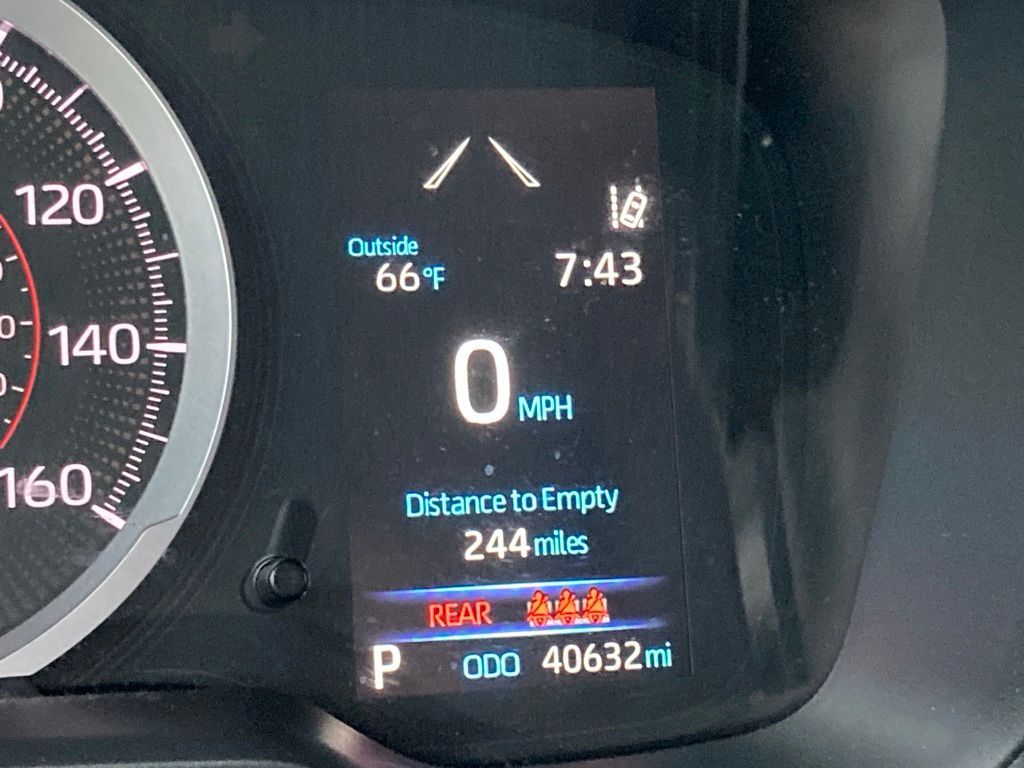 120
140
160
Outside
66°F
7:43
0 MPH
Distance to Empty
244 miles
REAR
P ODO 40632 mi